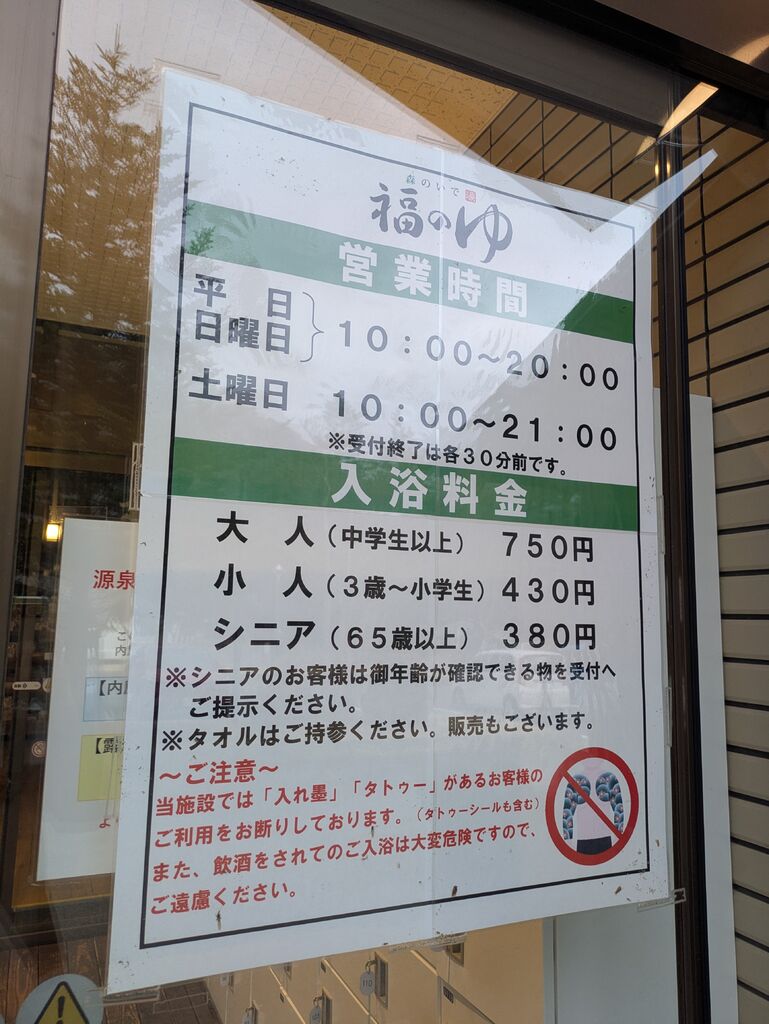 森のいで湯
福のゆ
営業時間
平日
日曜日
10:00〜20:00
土曜日 10:00〜21:00
※受付終了は各30分前です。
入浴料金
大人(中学生以上) 750円
小人(3歳〜小学生) 430円
シニア(65歳以上) 380円
※シニアのお客様は御年齢が確認できる物を受付へ
ご提示ください。
※タオルはご持参ください。販売もございます。
〜ご注意〜
当施設では「入れ墨」「タトゥー」があるお客様の
ご利用をお断りしております。(タトゥーシールも含む)
また、飲酒をされてのご入浴は大変危険ですので、
ご遠慮ください。
源泉
【内
110